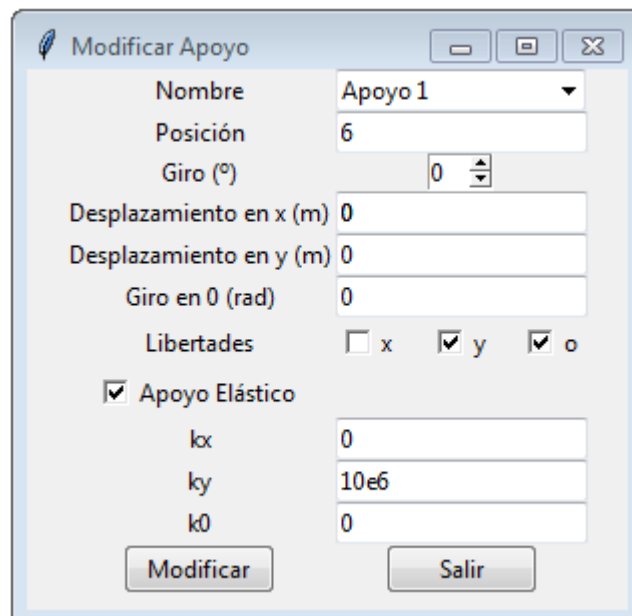 Modificar Apoyo
Nombre Apoyo 1
Posición 6
Giro (º) 0
Desplazamiento en x (m) 0
Desplazamiento en y (m) 0
Giro en 0 (rad) 0
Libertades x y o
Apoyo Elástico
kx 0
ky 10e6
k0 0
Modificar Salir